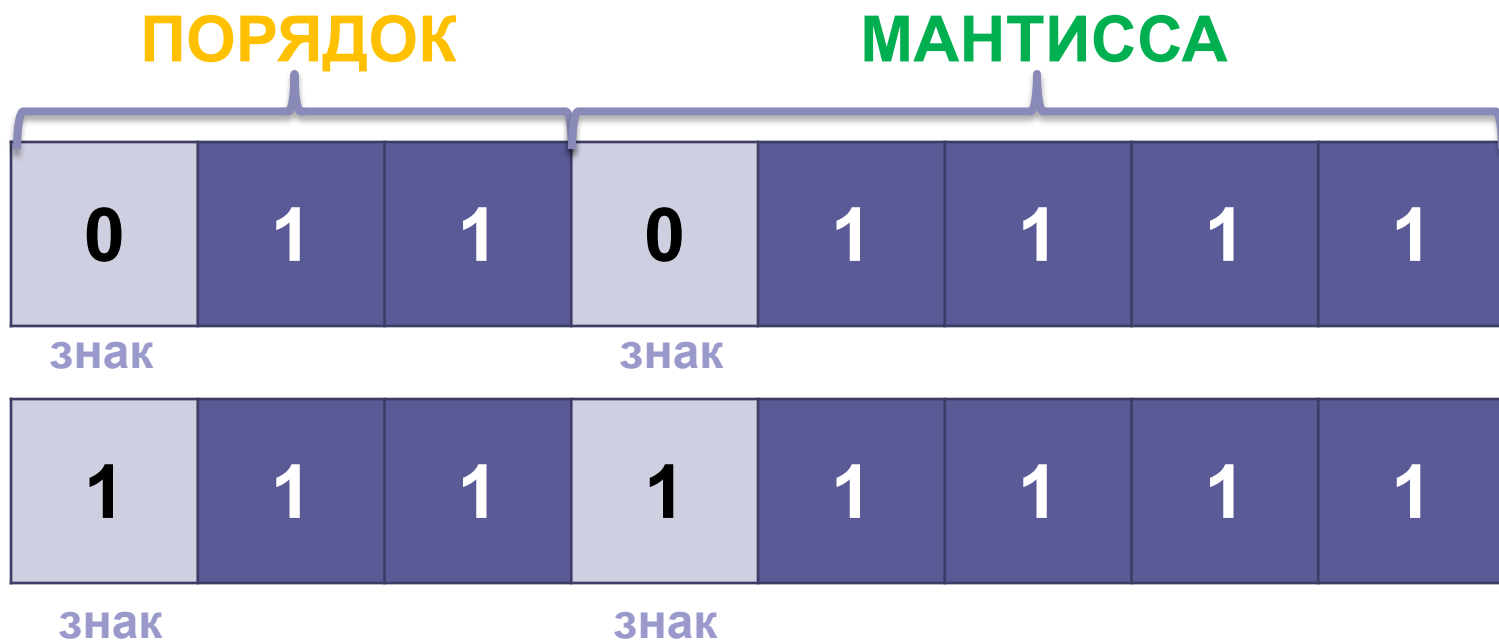 ПОРЯДОК МАНТИССА
0 1 1 0 1 1 1 1
знак знак
1 1 1 1 1 1 1 1
знак знак